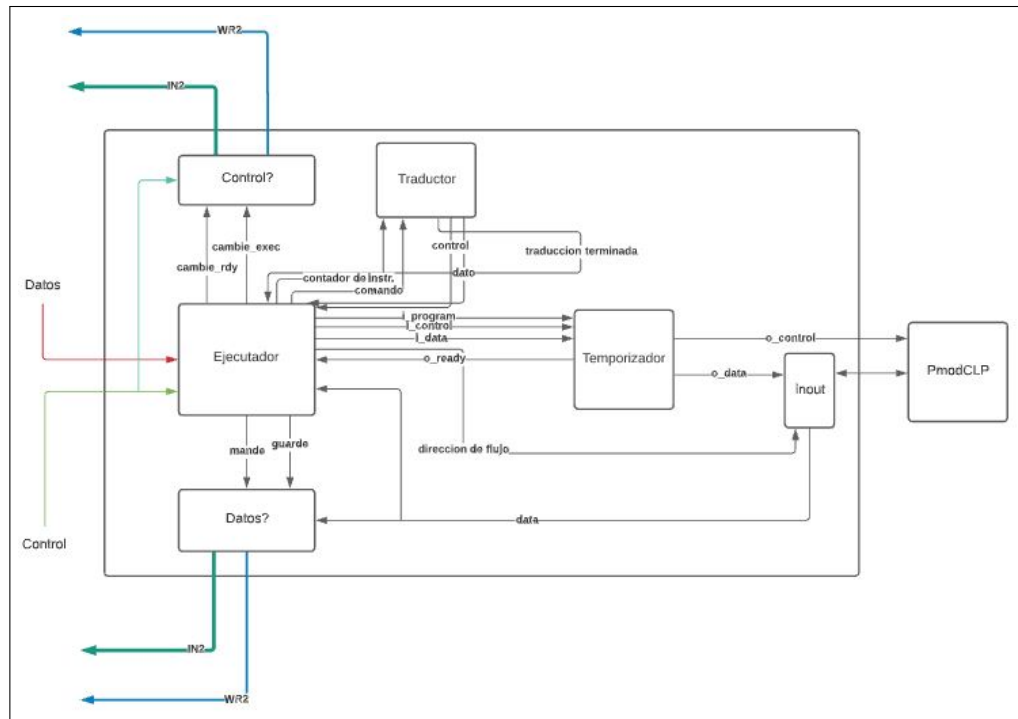 WR2
IN2
Control?
Traductor
control
traduccion terminada
cambie_exec
cambie_rdy
dato
contador de instr.
comando
Datos
i_program
I_control
I_data
o_ready
Ejecutador
Temporizador
o_control
o_data
Inout
PmodCLP
mande
guarde
direccion de flujo
Datos?
data
Control
IN2
WR2